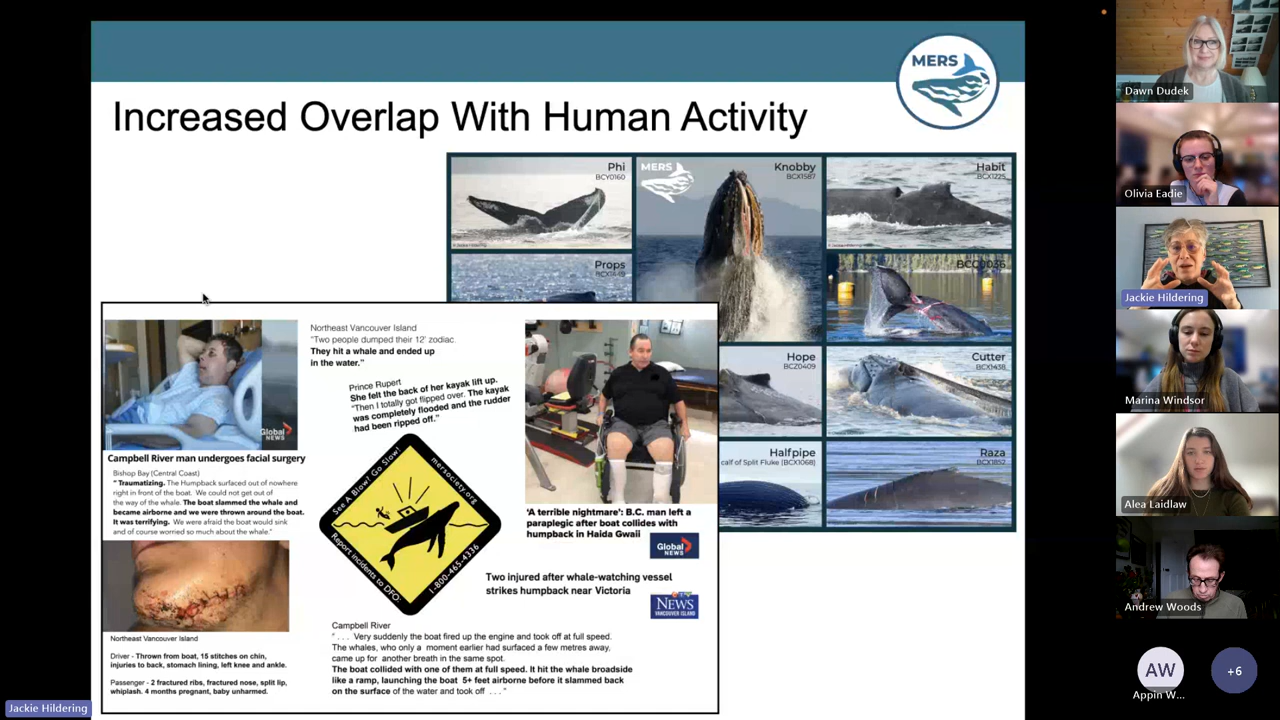 MERS
Increased Overlap With Human Activity
Phi
BCY0160
MERS
Knobby
BCX1587
Habit
BCX1225
Props
BCC0036
Hope
BCZ0409
Cutter
BCX1438
Halfpipe
calf of Split Fluke (BCX1068)
Raza
BCX1852
Global
NEWS
Campbell River man undergoes facial surgery
Bishop Bay (Central Coast)
"Traumatizing. The Humpback surfaced out of nowhere
right in front of the boat. We could not get out of
the way of the whale. The boat slammed the whale and
became airborne and we were thrown around the boat.
It was terrifying. We were afraid the boat would sink
and of course worried so much about the whale."
Northeast Vancouver Island
Driver - Thrown from boat, 15 stitches on chin,
injuries to back, stomach lining, left knee and ankle.
Passenger - 2 fractured ribs, fractured nose, split lip,
whiplash. 4 months pregnant, baby unharmed.
Northeast Vancouver Island
"Two people dumped their 12' zodiac.
They hit a whale and ended up
in the water."
Prince Rupert
She felt the back of her kayak lift up.
"Then I totally got flipped over. The kayak
was completely flooded and the rudder
had been ripped off."
See A Blow? Go Slow!
mersociety.org
Report incidents to DFO:
1-800-465-4336
'A terrible nightmare': B.C. man left a
paraplegic after boat collides with
humpback in Haida Gwaii
Global
NEWS
Two injured after whale-watching vessel
strikes humpback near Victoria
CTV
NEWS
VANCOUVER ISLAND
Campbell River
" . . . Very suddenly the boat fired up the engine and took off at full speed.
The whales, who only a moment earlier had surfaced a few metres away,
came up for another breath in the same spot.
The boat collided with one of them at full speed. It hit the whale broadside
like a ramp, launching the boat 5+ feet airborne before it slammed back
on the surface of the water and took off . . ."
Jackie Hildering
Dawn Dudek
Olivia Eadie
Jackie Hildering
Marina Windsor
Alea Laidlaw
Andrew Woods
AW
Appin W...
+6